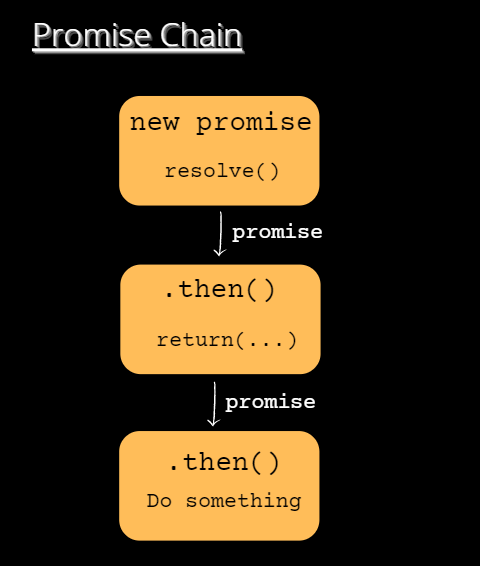 Promise Chain
new promise
resolve()
promise
.then()
return(...)
promise
.then()
Do something